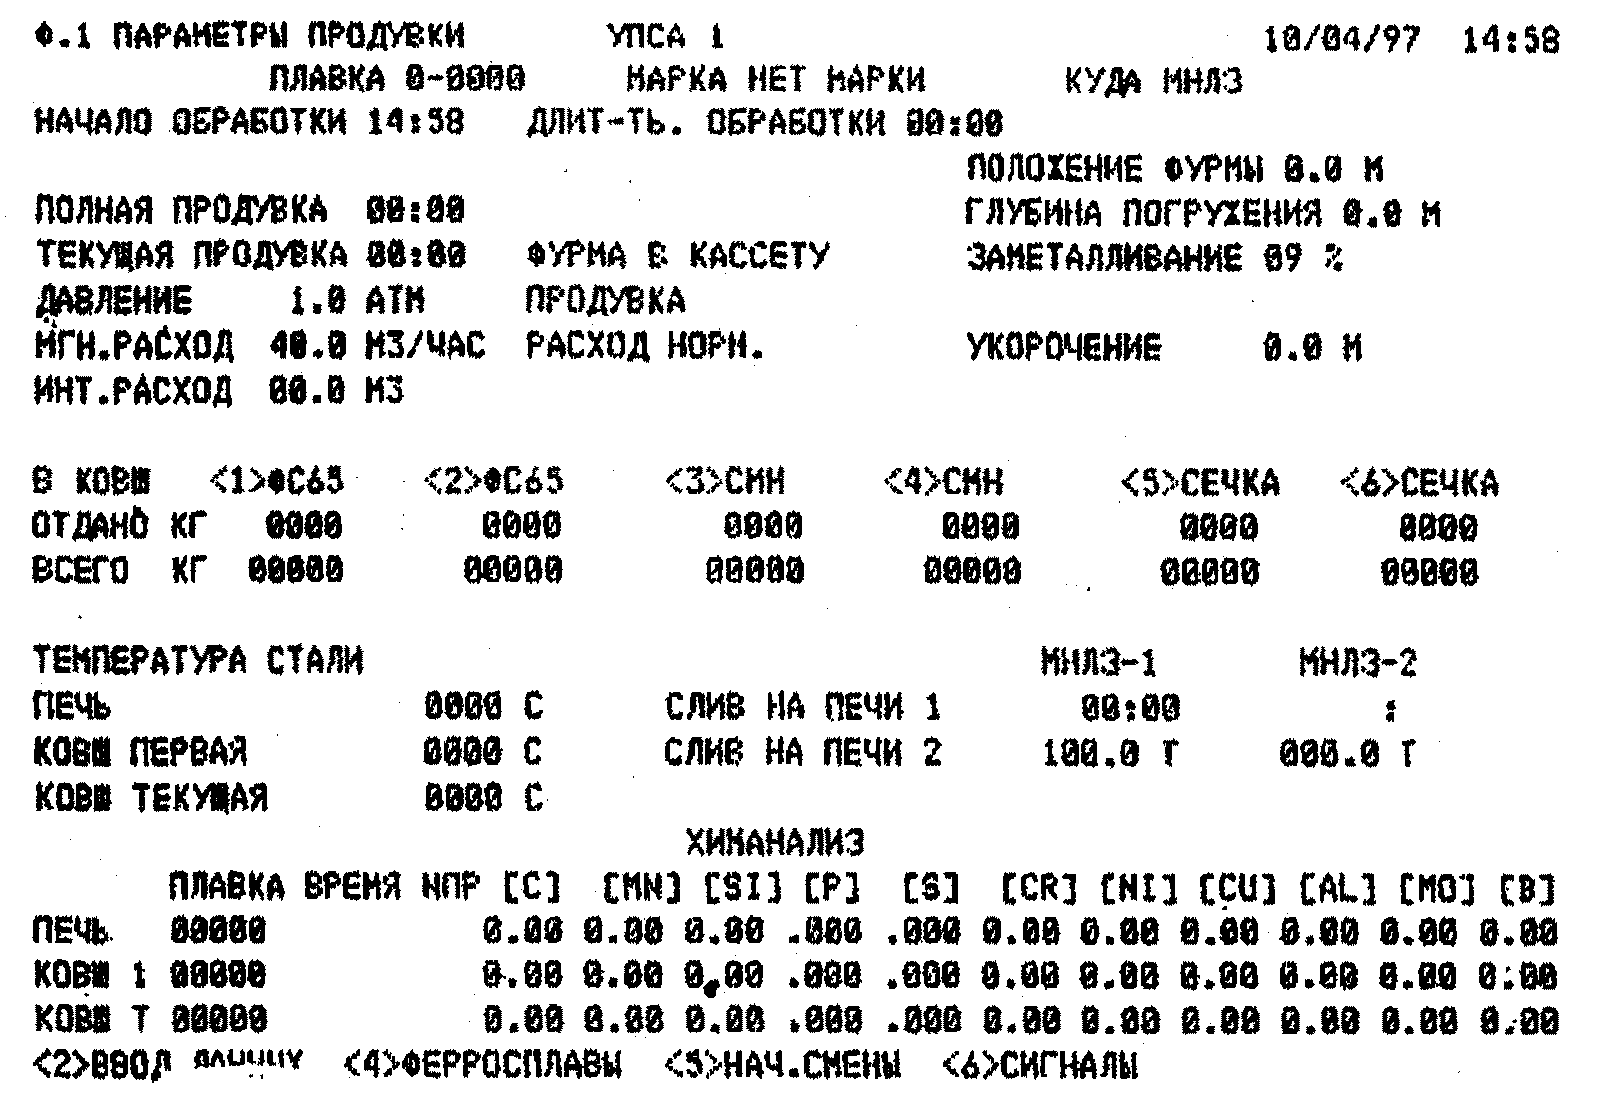 Ф.1 ПАРАМЕТРЫ ПРОДУВКИ УПСА 1 10/04/97 14:58
ПЛАВКА 0-0000 МАРКА НЕТ МАРКИ КУДА МНЛЗ
НАЧАЛО ОБРАБОТКИ 14:58 ДЛИТ-ТЬ. ОБРАБОТКИ 00:00
ПОЛОЖЕНИЕ ФУРМЫ 0.0 М
ПОЛНАЯ ПРОДУВКА 00:00 ГЛУБИНА ПОГРУЖЕНИЯ 0.0 М
ТЕКУЩАЯ ПРОДУВКА 00:00 ФУРМА В КАССЕТУ ЗАМЕТАЛЛИВАНИЕ 09 %
ДАВЛЕНИЕ 1.0 АТМ ПРОДУВКА
МГН.РАСХОД 40.0 М3/ЧАС РАСХОД НОРМ. УКОРОЧЕНИЕ 0.0 М
ИНТ.РАСХОД 00.0 М3
В КОВШ <1>ФС65 <2>ФС65 <3>СМН <4>СМН <5>СЕЧКА <6>СЕЧКА
ОТДАНО КГ 0000 0000 0000 0000 0000 0000
ВСЕГО КГ 00000 00000 00000 00000 00000 00000
ТЕМПЕРАТУРА СТАЛИ МНЛЗ-1 МНЛЗ-2
ПЕЧЬ 0000 С СЛИВ НА ПЕЧИ 1 00:00 :
КОВШ ПЕРВАЯ 0000 С СЛИВ НА ПЕЧИ 2 100.0 Т 000.0 Т
КОВШ ТЕКУЩАЯ 0000 С
ХИМАНАЛИЗ
ПЛАВКА ВРЕМЯ NПР [C] [MN] [SI] [P] [S] [CR] [NI] [CU] [AL] [MO] [B]
ПЕЧЬ 00000 0.00 0.00 0.00 .000 .000 0.00 0.00 0.00 0.00 0.00 0.00
КОВШ 1 00000 0.00 0.00 0.00 .000 .000 0.00 0.00 0.00 0.00 0.00 0.00
КОВШ Т 00000 0.00 0.00 0.00 .000 .000 0.00 0.00 0.00 0.00 0.00 0.00
<2>ВВОД <4>ФЕРРОСПЛАВЫ <5>НАЧ.СМЕНЫ <6>СИГНАЛЫ